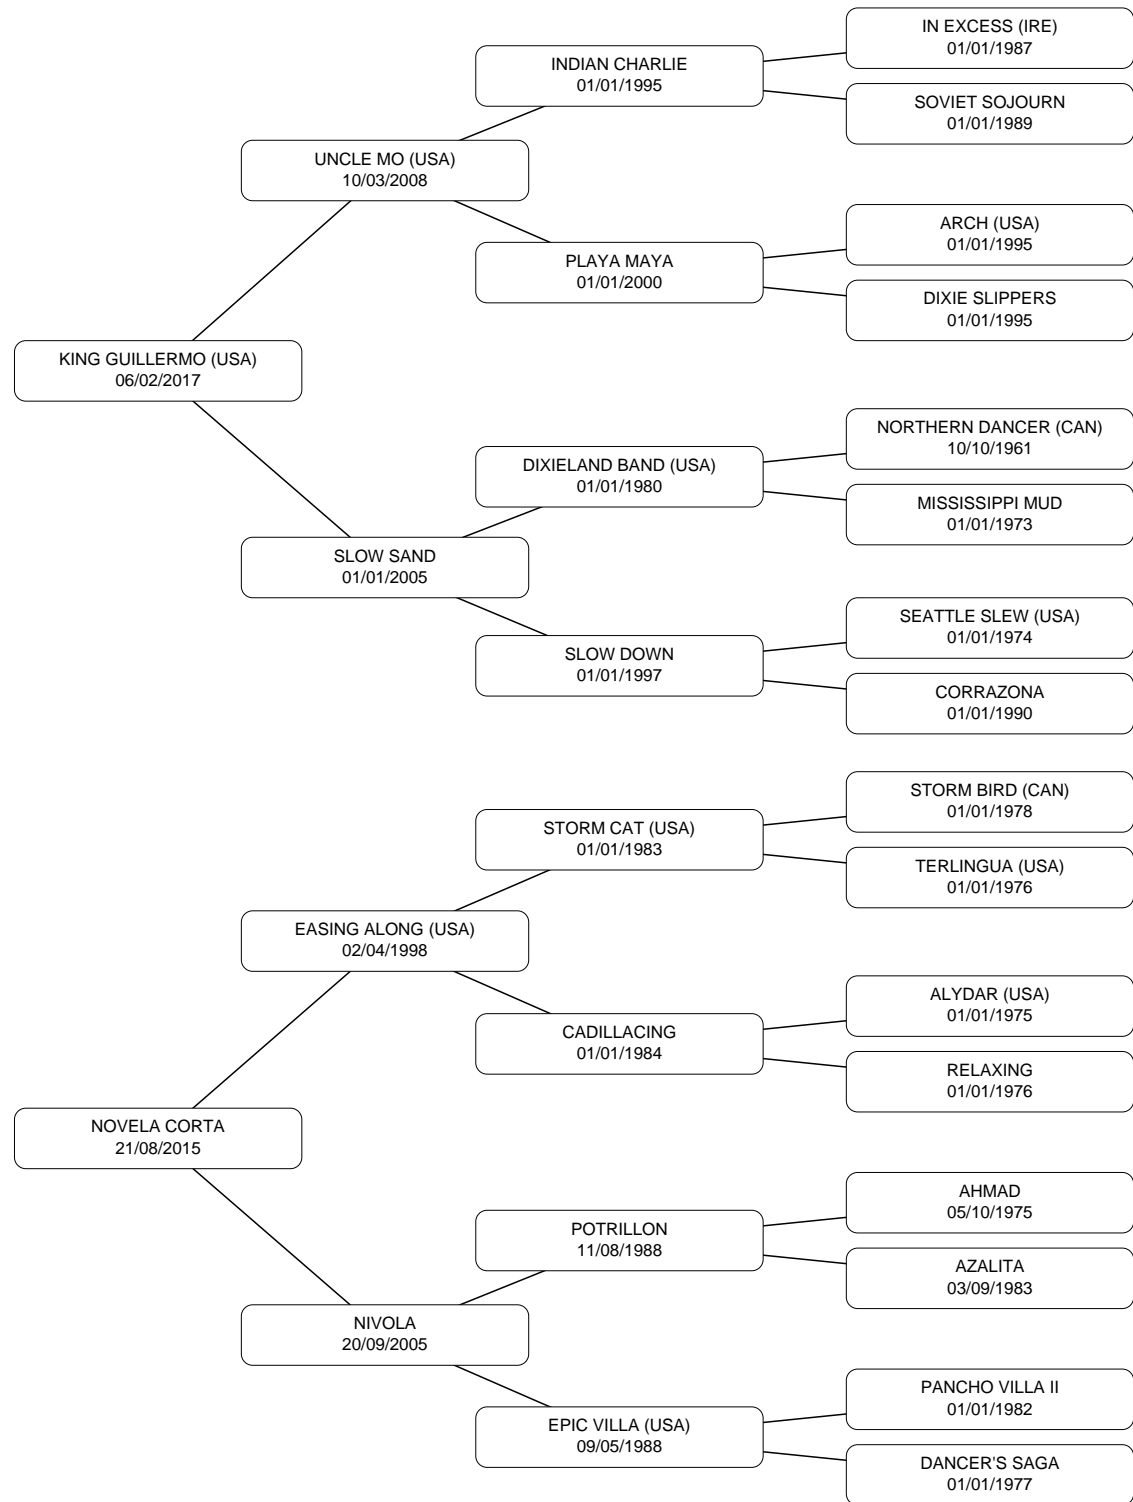 IN EXCESS (IRE)
01/01/1987
INDIAN CHARLIE
01/01/1995
SOVIET SOJOURN
01/01/1989
UNCLE MO (USA)
10/03/2008
ARCH (USA)
01/01/1995
PLAYA MAYA
01/01/2000
DIXIE SLIPPERS
01/01/1995
KING GUILLERMO (USA)
06/02/2017
NORTHERN DANCER (CAN)
10/10/1961
DIXIELAND BAND (USA)
01/01/1980
MISSISSIPPI MUD
01/01/1973
SLOW SAND
01/01/2005
SEATTLE SLEW (USA)
01/01/1974
SLOW DOWN
01/01/1997
CORRAZONA
01/01/1990
STORM BIRD (CAN)
01/01/1978
STORM CAT (USA)
01/01/1983
TERLINGUA (USA)
01/01/1976
EASING ALONG (USA)
02/04/1998
ALYDAR (USA)
01/01/1975
CADILLACING
01/01/1984
RELAXING
01/01/1976
NOVELA CORTA
21/08/2015
AHMAD
05/10/1975
POTRILLON
11/08/1988
AZALITA
03/09/1983
NIVOLA
20/09/2005
PANCHO VILLA II
01/01/1982
EPIC VILLA (USA)
09/05/1988
DANCER'S SAGA
01/01/1977